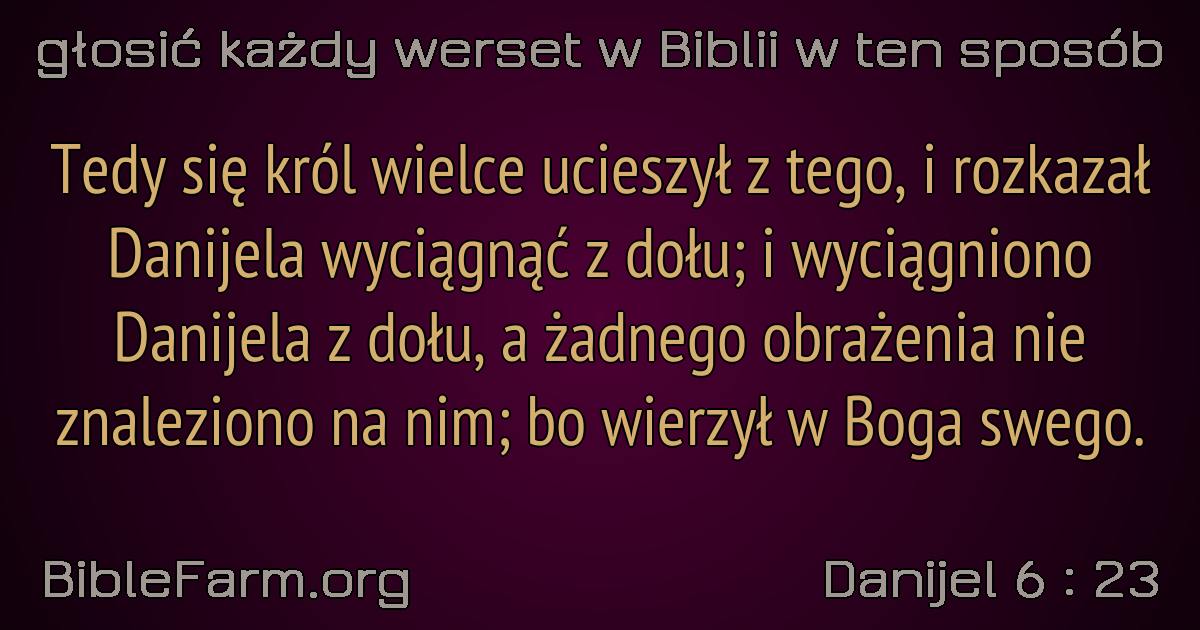 głosić każdy werset w Biblii w ten sposób
Tedy się król wielce ucieszył z tego, i rozkazał
Danijela wyciągnąć z dołu; i wyciągniono
Danijela z dołu, a żadnego obrażenia nie
znaleziono na nim; bo wierzył w Boga swego.
BibleFarm.org
Danijel 6 : 23